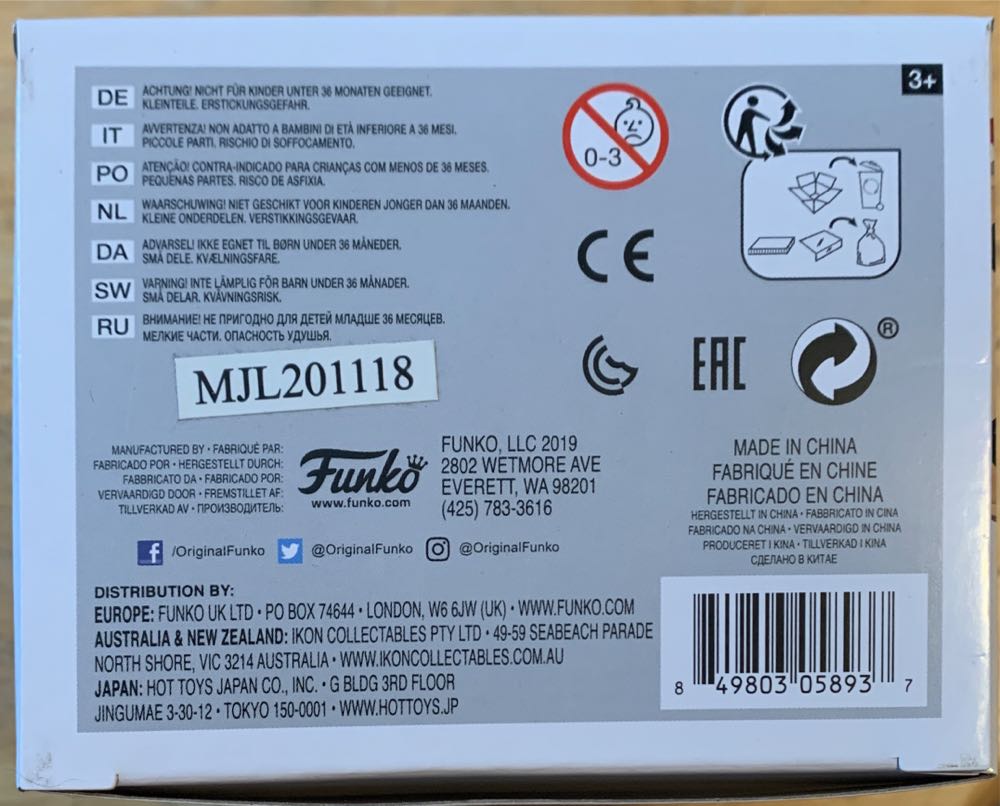 3+
DE ACHTUNG! NICHT FÜR KINDER UNTER 36 MONATEN GEEIGNET.
KLEINTEILE. ERSTICKUNGSGEFAHR.
IT AVVERTENZA! NON ADATTO A BAMBINI DI ETÀ INFERIORE A 36 MESI.
PICCOLE PARTI. RISCHIO DI SOFFOCAMENTO.
PO ATENÇÃO! CONTRA-INDICADO PARA CRIANÇAS COM MENOS DE 36 MESES.
PEQUENAS PARTES. RISCO DE ASFIXIA.
NL WAARSCHUWING! NIET GESCHIKT VOOR KINDEREN JONGER DAN 36 MAANDEN.
KLEINE ONDERDELEN. VERSTIKKINGSGEVAAR.
DA ADVARSEL! IKKE EGNET TIL BØRN UNDER 36 MÅNEDER.
SMÅ DELE. KVÆLNINGSFARE.
SW VARNING! INTE LÄMPLIG FÖR BARN UNDER 36 MÅNADER.
SMÅ DELAR. KVÄVNINGSRISK.
RU ВНИМАНИЕ! НЕ ПРИГОДНО ДЛЯ ДЕТЕЙ МЛАДШЕ 36 МЕСЯЦЕВ.
МЕЛКИЕ ЧАСТИ. ОПАСНОСТЬ УДУШЬЯ.
0-3
CE
EAC
®
MJL201118
MANUFACTURED BY • FABRIQUÉ PAR:
FABRICADO POR • HERGESTELLT DURCH:
FABBRICATO DA • FABRICADO POR:
VERVAARDIGD DOOR • FREMSTILLET AF:
TILLVERKAD AV • ПРОИЗВОДИТЕЛЬ:
Funko
www.funko.com
FUNKO, LLC 2019
2802 WETMORE AVE
EVERETT, WA 98201
(425) 783-3616
MADE IN CHINA
FABRIQUÉ EN CHINE
FABRICADO EN CHINA
HERGESTELLT IN CHINA • FABBRICATO IN CINA
FABRICADO NA CHINA • VERVAARDIGD IN CHINA
PRODUCERET I KINA • TILLVERKAD I KINA
СДЕЛАНО В КИТАЕ
/OriginalFunko @OriginalFunko @OriginalFunko
DISTRIBUTION BY:
EUROPE: FUNKO UK LTD • PO BOX 74644 • LONDON, W6 6JW (UK) • WWW.FUNKO.COM
AUSTRALIA & NEW ZEALAND: IKON COLLECTABLES PTY LTD • 49-59 SEABEACH PARADE
NORTH SHORE, VIC 3214 AUSTRALIA • WWW.IKONCOLLECTABLES.COM.AU
JAPAN: HOT TOYS JAPAN CO., INC. • G BLDG 3RD FLOOR
JINGUMAE 3-30-12 • TOKYO 150-0001 • WWW.HOTTOYS.JP
8 49803 05893 7